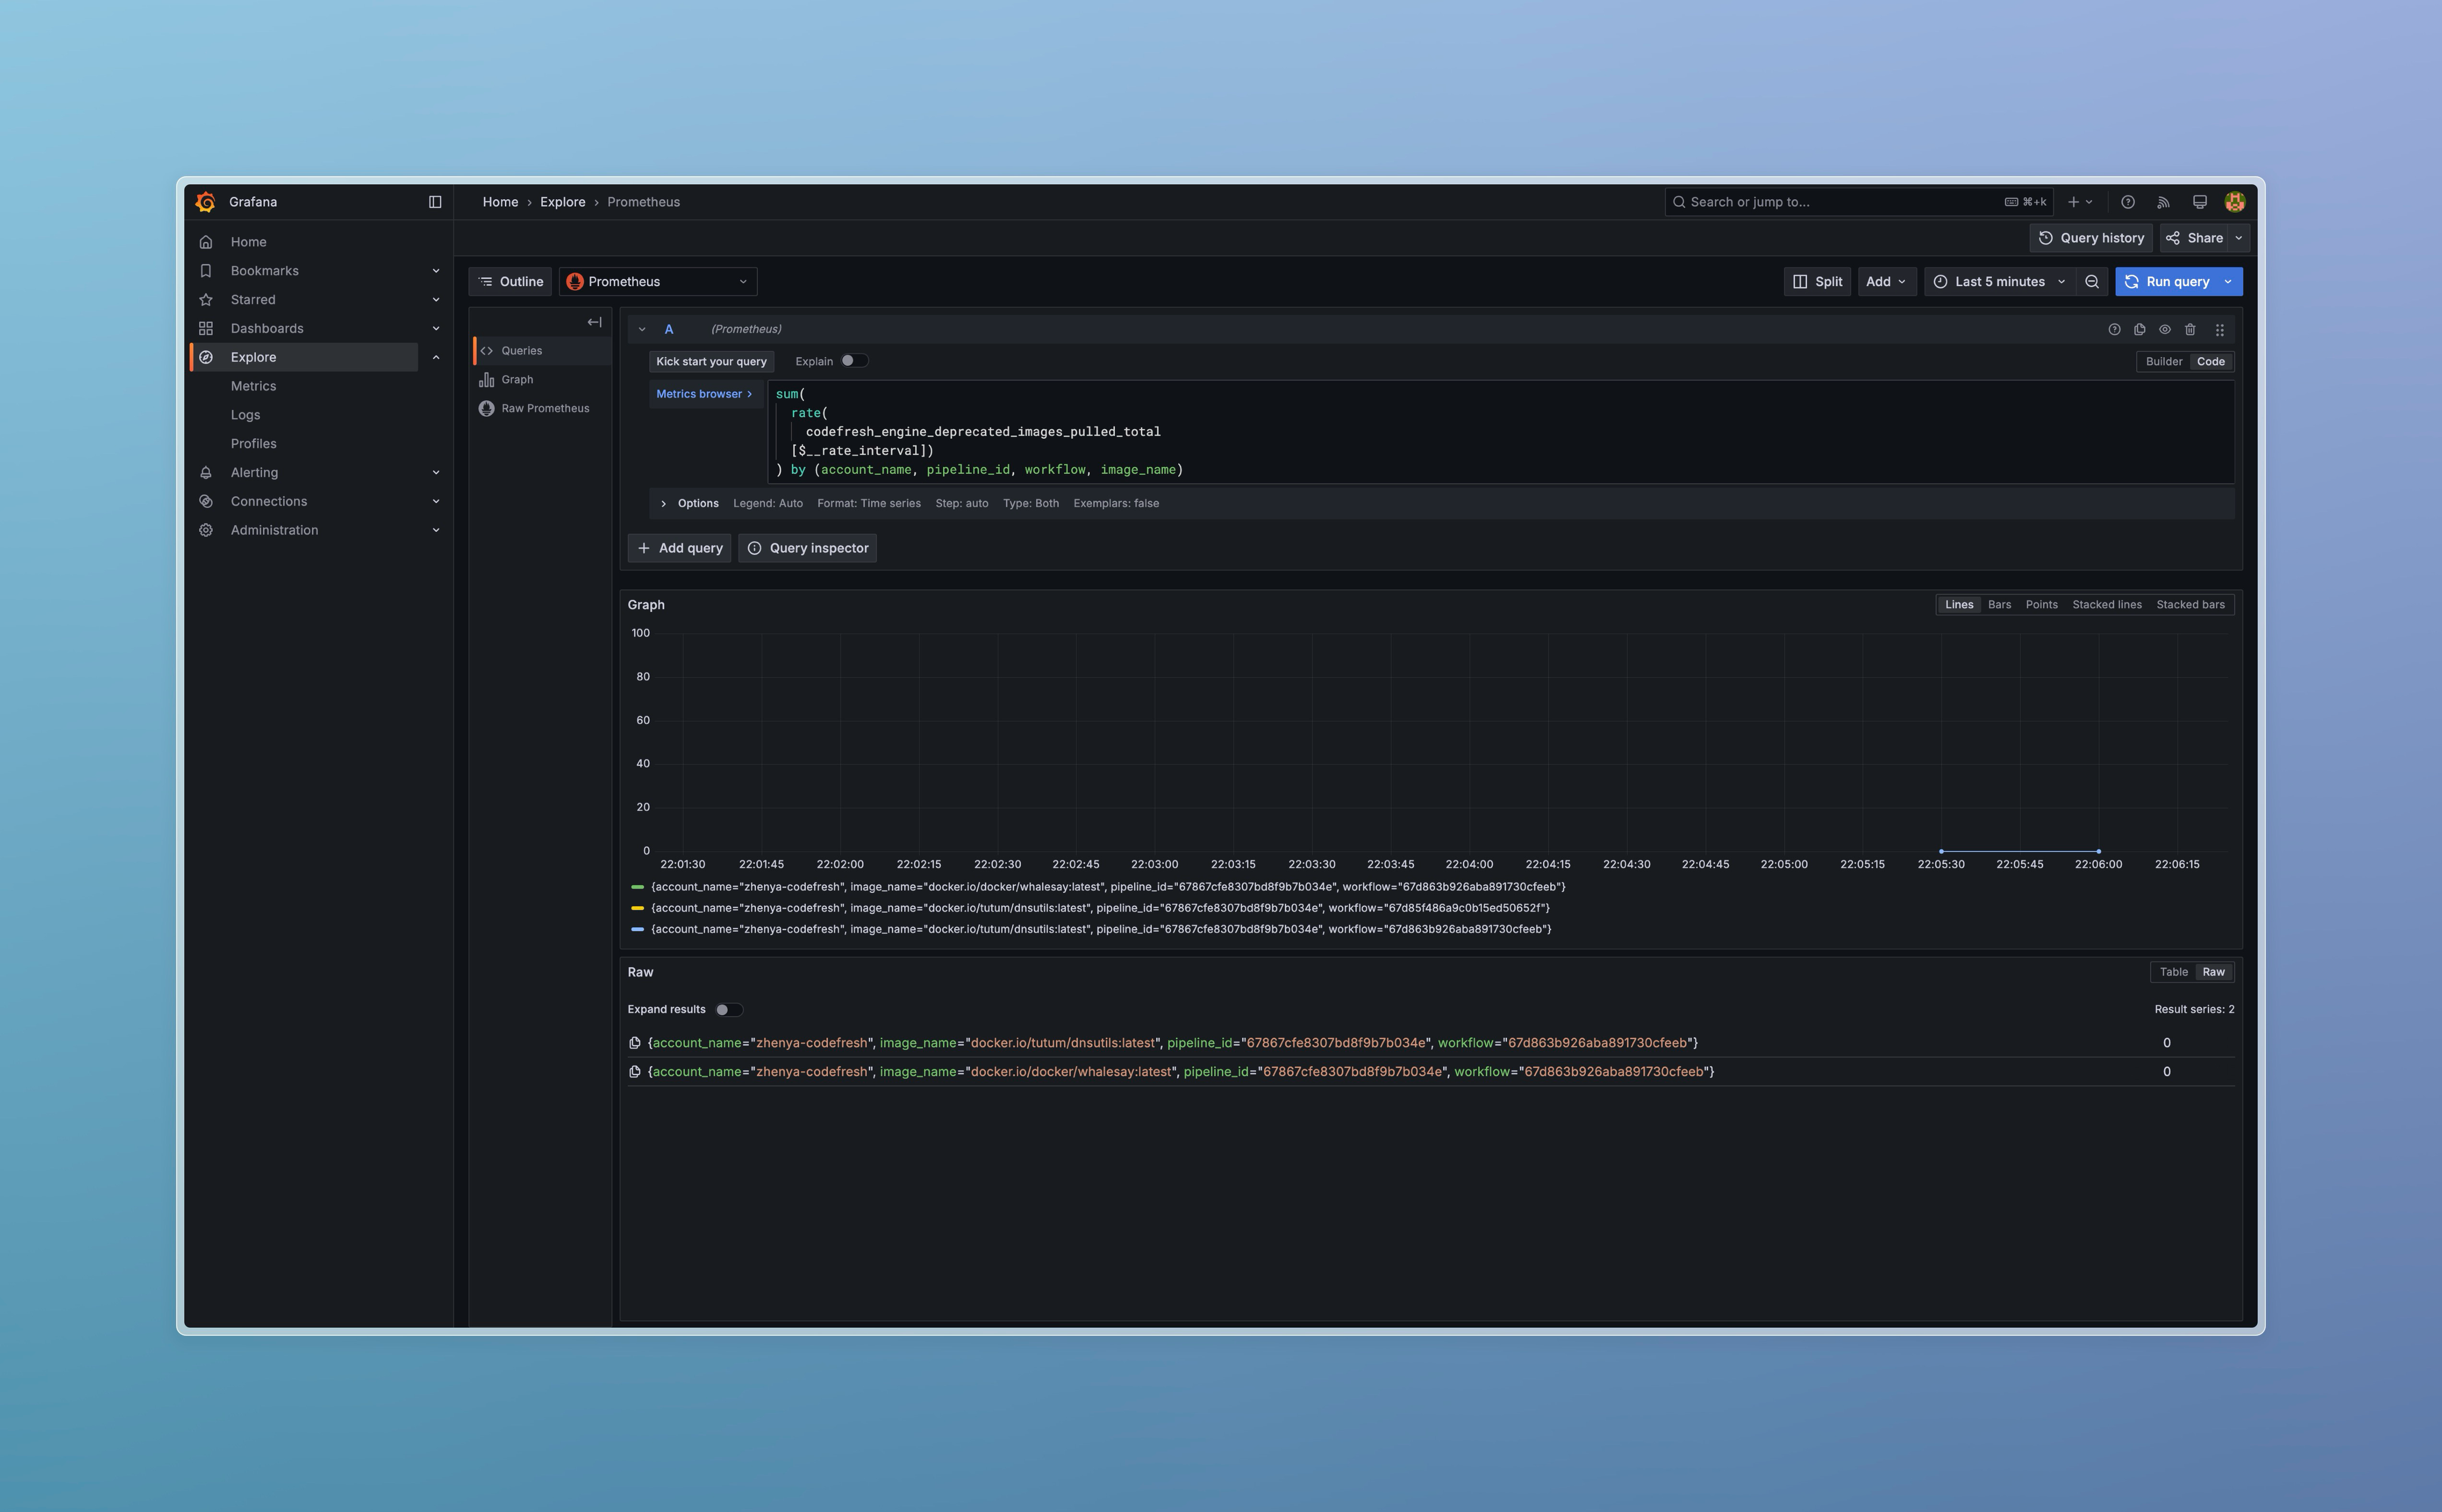 Grafana
Home › Explore › Prometheus
Search or jump to...
⌘+k
Home
Bookmarks
Starred
Dashboards
Explore
Metrics
Logs
Profiles
Alerting
Connections
Administration
Query history
Share
Outline
Prometheus
Split
Add
Last 5 minutes
Run query
Queries
Graph
Raw Prometheus
A
(Prometheus)
Kick start your query
Explain
Builder
Code
Metrics browser >
sum(
rate(
codefresh_engine_deprecated_images_pulled_total
[$__rate_interval])
) by (account_name, pipeline_id, workflow, image_name)
Options Legend: Auto Format: Time series Step: auto Type: Both Exemplars: false
+ Add query
Query inspector
Graph
Lines Bars Points Stacked lines Stacked bars
100
80
60
40
20
0
22:01:30 22:01:45 22:02:00 22:02:15 22:02:30 22:02:45 22:03:00 22:03:15 22:03:30 22:03:45 22:04:00 22:04:15 22:04:30 22:04:45 22:05:00 22:05:15 22:05:30 22:05:45 22:06:00 22:06:15
{account_name="zhenya-codefresh", image_name="docker.io/docker/whalesay:latest", pipeline_id="67867cfe8307bd8f9b7b034e", workflow="67d863b926aba891730cfeeb"}
{account_name="zhenya-codefresh", image_name="docker.io/tutum/dnsutils:latest", pipeline_id="67867cfe8307bd8f9b7b034e", workflow="67d85f486a9c0b15ed50652f"}
{account_name="zhenya-codefresh", image_name="docker.io/tutum/dnsutils:latest", pipeline_id="67867cfe8307bd8f9b7b034e", workflow="67d863b926aba891730cfeeb"}
Raw
Table Raw
Expand results
Result series: 2
{account_name="zhenya-codefresh", image_name="docker.io/tutum/dnsutils:latest", pipeline_id="67867cfe8307bd8f9b7b034e", workflow="67d863b926aba891730cfeeb"} 0
{account_name="zhenya-codefresh", image_name="docker.io/docker/whalesay:latest", pipeline_id="67867cfe8307bd8f9b7b034e", workflow="67d863b926aba891730cfeeb"} 0